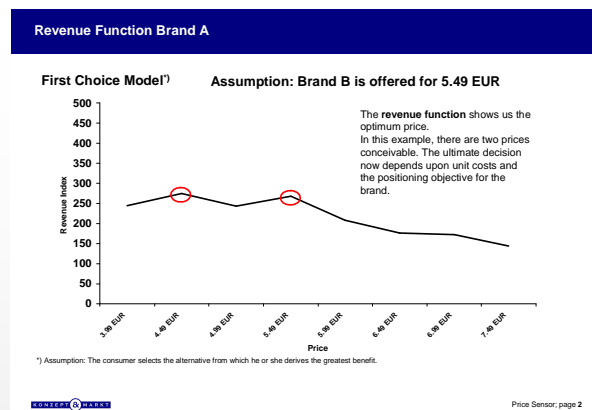 Revenue Function Brand A
First Choice Model*)
Assumption: Brand B is offered for 5.49 EUR
The revenue function shows us the
optimum price.
In this example, there are two prices
conceivable. The ultimate decision
now depends upon unit costs and
the positioning objective for the
brand.
Revenue Index
500
450
400
350
300
250
200
150
100
50
0
3.99 EUR
4.49 EUR
4.99 EUR
5.49 EUR
5.99 EUR
6.49 EUR
6.99 EUR
7.49 EUR
Price
*) Assumption: The consumer selects the alternative from which he or she derives the greatest benefit.
KONZEPT & MARKT
Price Sensor; page 2